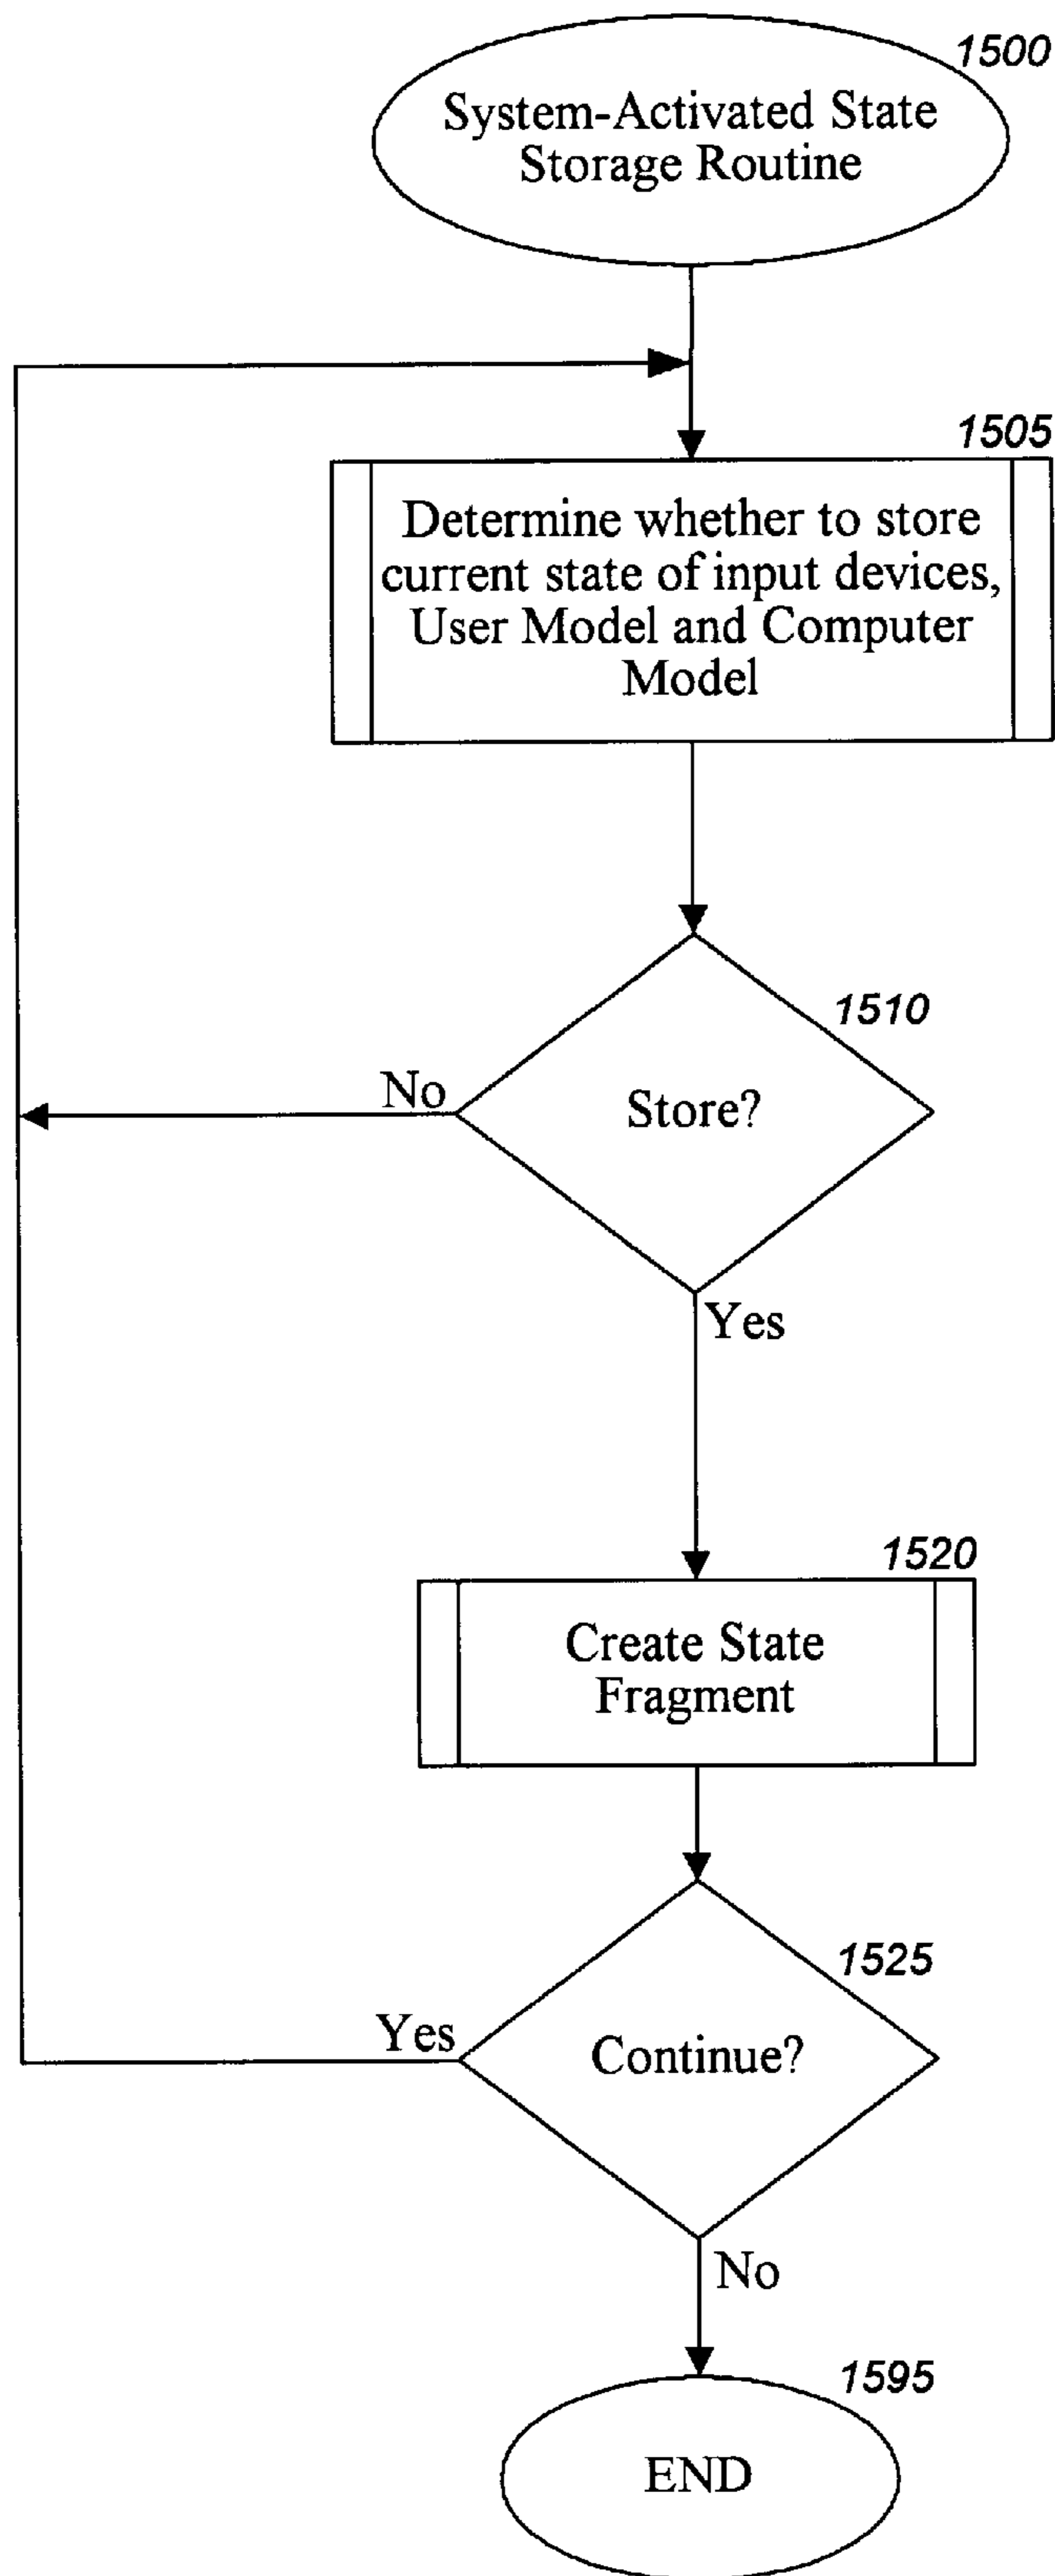 1500
System-Activated State
Storage Routine
1505
Determine whether to store
current state of input devices,
User Model and Computer
Model
1510
No
Store?
Yes
1520
Create State
Fragment
1525
Yes
Continue?
No
1595
END